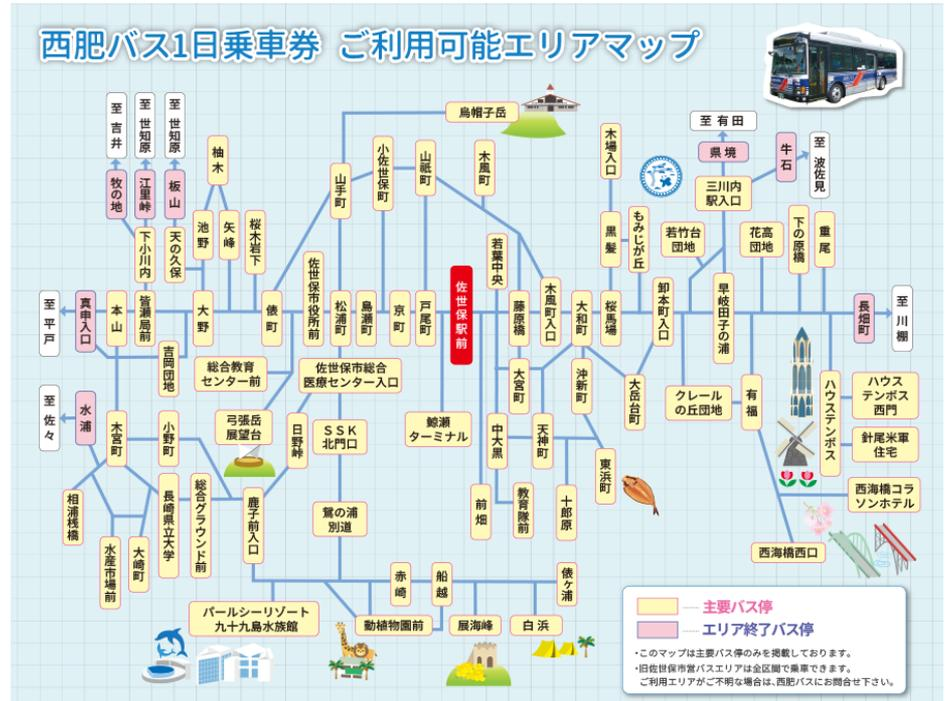 西肥バス1日乗車券 ご利用可能エリアマップ
烏帽子岳
至 吉井
至 世知原
至 世知原
柚木
小佐世保町
山祇町
木風町
木場入口
至 有田
県境
牛石
至 波佐見
牧の地
江里峠
板山
山手町
三川内
駅入口
池野
矢峰
桜木岩下
黒髪
もみじが丘
若竹台
団地
花高
団地
下の原橋
重尾
下小川内
天の久保
佐世保市役所前
若葉中央
佐世保駅前
至 平戸
真申入口
本山
皆瀬局前
大野
俵町
松浦町
島瀬町
京町
戸尾町
藤原橋
木風町入口
大和町
桜馬場
卸本町入口
早岐田子の浦
長畑町
至 川棚
吉岡団地
総合教育
センター前
佐世保市総合
医療センター入口
大宮町
沖新町
大岳台町
クレール
の丘団地
有福
ハウステンボス
ハウス
テンボス
西門
至 佐々
水浦
木宮町
小野町
弓張岳
展望台
日野峠
SSK
北門口
鯨瀬
ターミナル
中大黒
天神町
東浜町
針尾米軍
住宅
相浦桟橋
水産市場前
大崎町
長崎県立大学
総合グラウンド前
鹿子前入口
鴛の浦
別道
前畑
教育隊前
十郎原
西海橋コラ
ソンホテル
西海橋西口
赤崎
船越
俵ヶ浦
パールシーリゾート
九十九島水族館
動植物園前
展海峰
白浜
主要バス停
エリア終了バス停
・このマップは主要バス停のみを掲載しております。
・旧佐世保市営バスエリアは全区間で乗車できます。
ご利用エリアがご不明な場合は、西肥バスにお問合せ下さい。